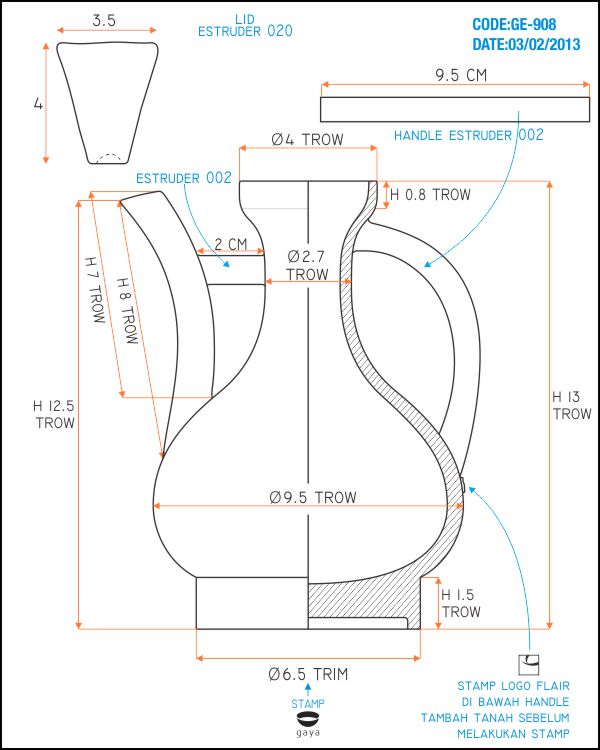 3.5
LID
ESTRUDER 020
CODE:GE-908
DATE:03/02/2013
4
9.5 CM
HANDLE ESTRUDER 002
Ø4 TROW
ESTRUDER 002
H 0.8 TROW
2 CM
Ø2.7
TROW
H 7 TROW
H 8 TROW
H 12.5
TROW
H 13
TROW
Ø9.5 TROW
H 1.5
TROW
Ø6.5 TRIM
STAMP
gaya
STAMP LOGO FLAIR
DI BAWAH HANDLE
TAMBAH TANAH SEBELUM
MELAKUKAN STAMP